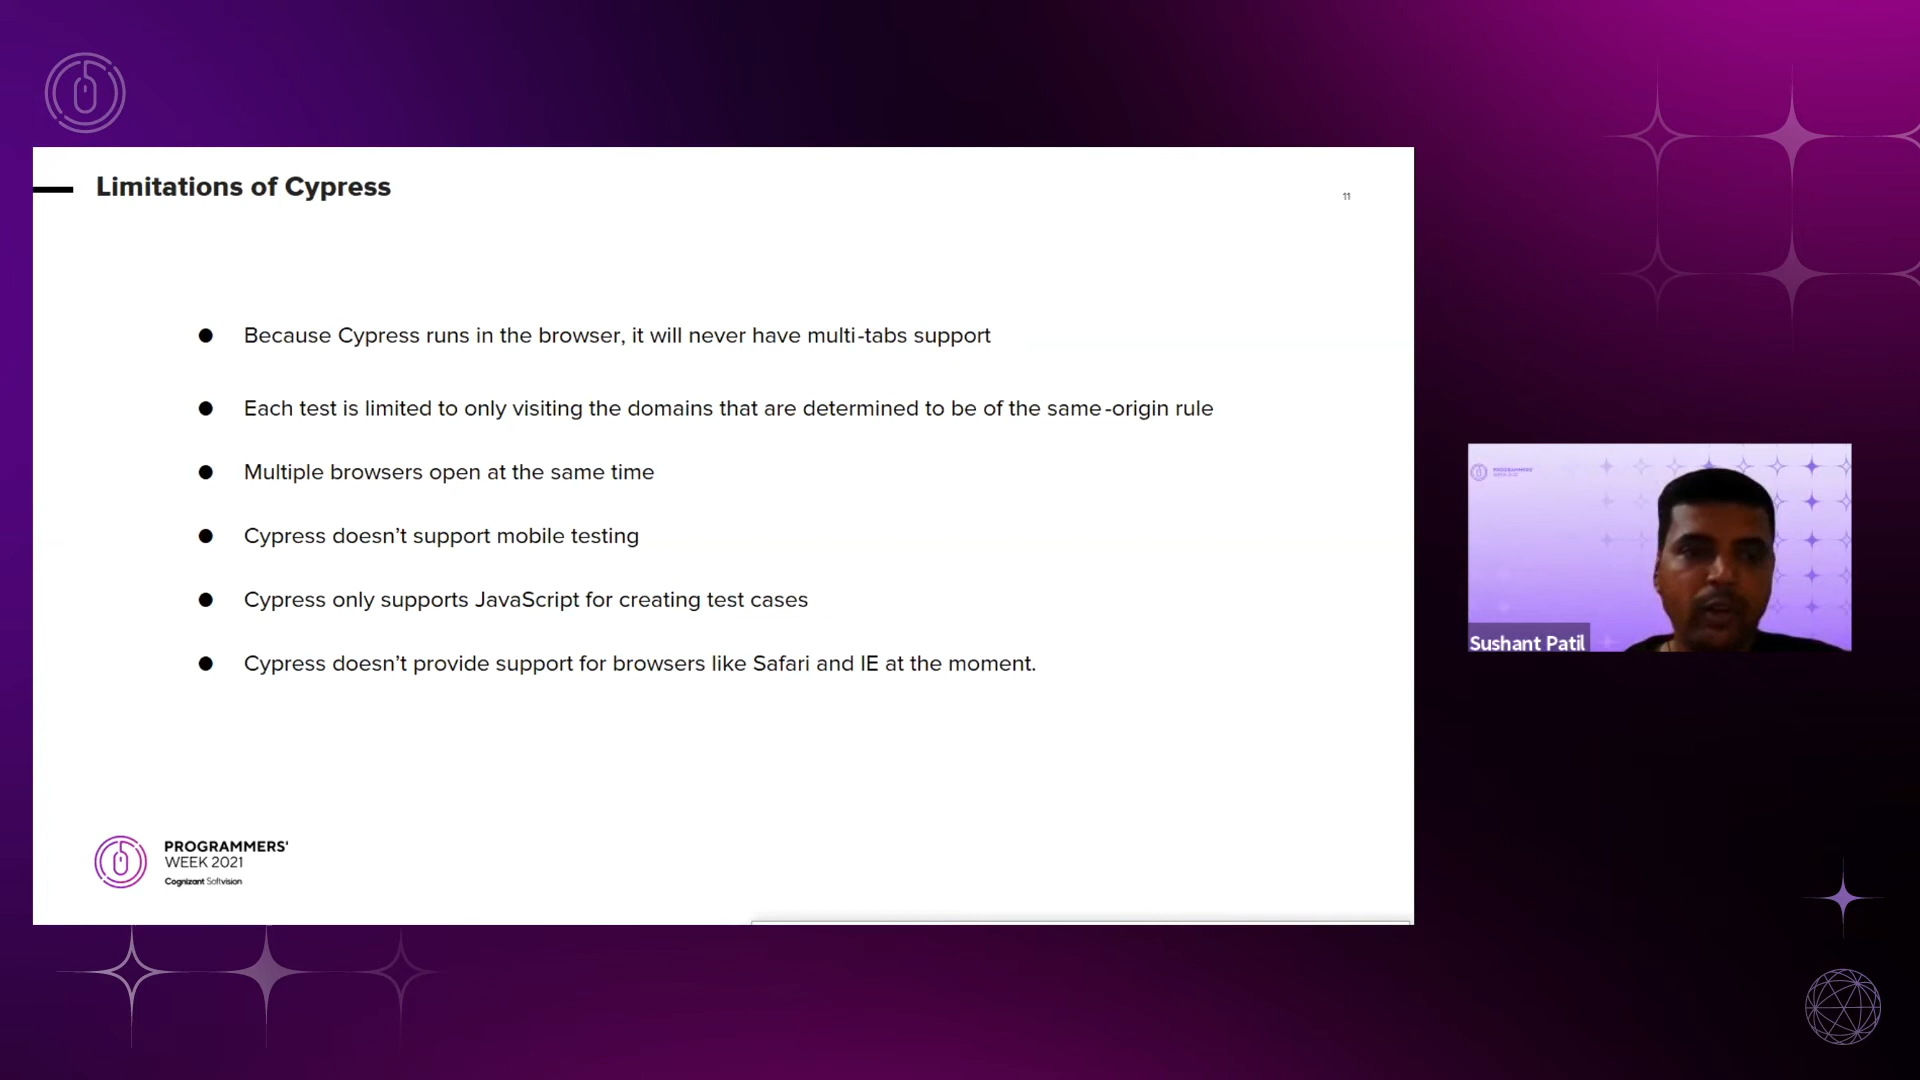 Limitations of Cypress
11
● Because Cypress runs in the browser, it will never have multi-tabs support
● Each test is limited to only visiting the domains that are determined to be of the same-origin rule
● Multiple browsers open at the same time
● Cypress doesn’t support mobile testing
● Cypress only supports JavaScript for creating test cases
● Cypress doesn’t provide support for browsers like Safari and IE at the moment.
PROGRAMMERS'
WEEK 2021
Cognizant Softvision
PROGRAMMERS'
WEEK 2021
Sushant Patil